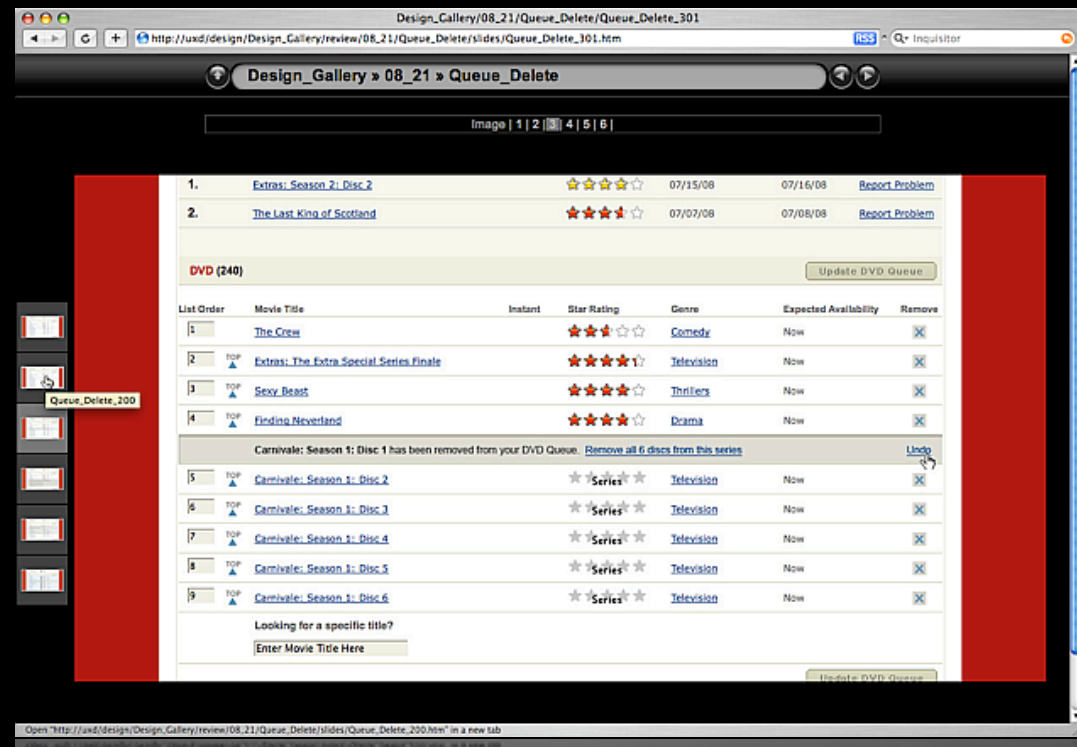 Design_Gallery/08_21/Queue_Delete/Queue_Delete_301
http://uxd/design/Design_Gallery/review/08_21/Queue_Delete/slides/Queue_Delete_301.htm RSS Inquisitor
Design_Gallery » 08_21 » Queue_Delete
Image | 1 | 2 | 3 | 4 | 5 | 6 |
1. Extras: Season 2: Disc 2 07/15/08 07/16/08 Report Problem
2. The Last King of Scotland 07/07/08 07/08/08 Report Problem
DVD (240) Update DVD Queue
List Order Movie Title Instant Star Rating Genre Expected Availability Remove
1 The Crew Comedy Now
2 TOP Extras: The Extra Special Series Finale Television Now
3 TOP Sexy Beast Thrillers Now
Queue_Delete_200
4 TOP Finding Neverland Drama Now
Carnivale: Season 1: Disc 1 has been removed from your DVD Queue. Remove all 6 discs from this series Undo
5 TOP Carnivale: Season 1: Disc 2 Series Television Now
6 TOP Carnivale: Season 1: Disc 3 Series Television Now
7 TOP Carnivale: Season 1: Disc 4 Series Television Now
8 TOP Carnivale: Season 1: Disc 5 Series Television Now
9 TOP Carnivale: Season 1: Disc 6 Series Television Now
Looking for a specific title?
Enter Movie Title Here
Update DVD Queue
Open "http://uxd/design/Design_Gallery/review/08_21/Queue_Delete/slides/Queue_Delete_200.htm" in a new tab